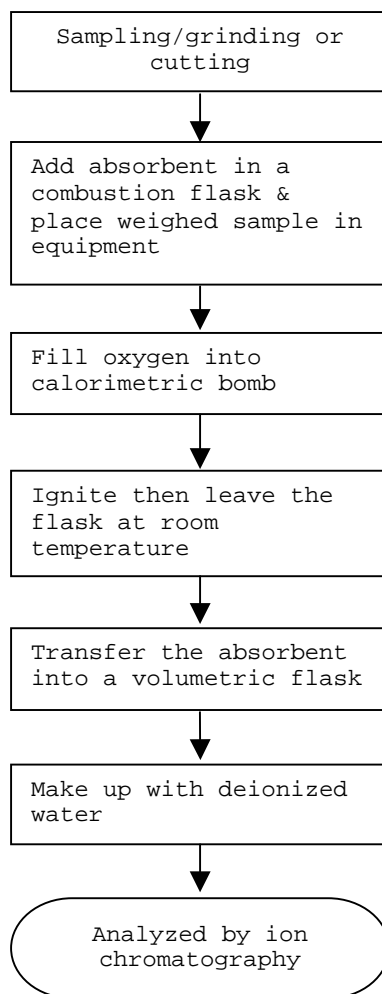 Sampling/grinding or
cutting
Add absorbent in a
combustion flask &
place weighed sample in
equipment
Fill oxygen into
calorimetric bomb
Ignite then leave the
flask at room
temperature
Transfer the absorbent
into a volumetric flask
Make up with deionized
water
Analyzed by ion
chromatography